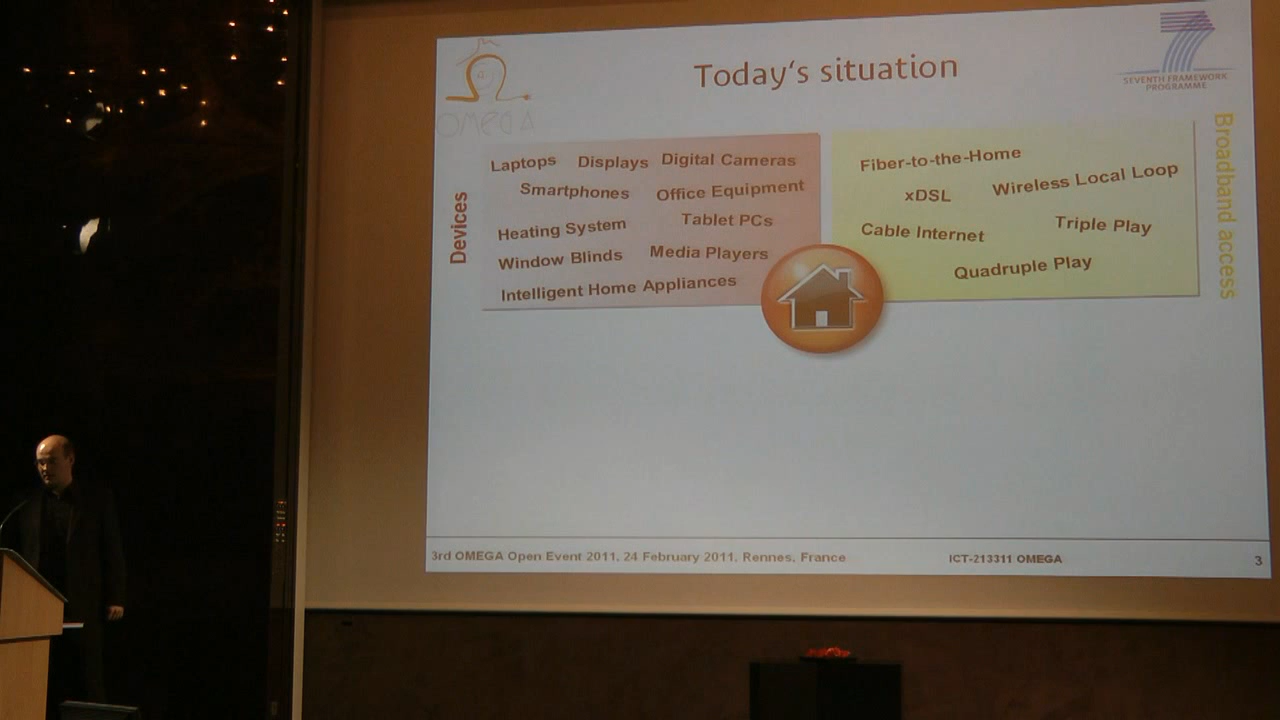 Today's situation
OMEGA
SEVENTH FRAMEWORK
PROGRAMME
Devices
Laptops
Displays
Digital Cameras
Smartphones
Office Equipment
Heating System
Tablet PCs
Window Blinds
Media Players
Intelligent Home Appliances
Fiber-to-the-Home
xDSL
Wireless Local Loop
Cable Internet
Triple Play
Quadruple Play
Broadband access
3rd OMEGA Open Event 2011, 24 February 2011, Rennes, France
ICT-213311 OMEGA
3